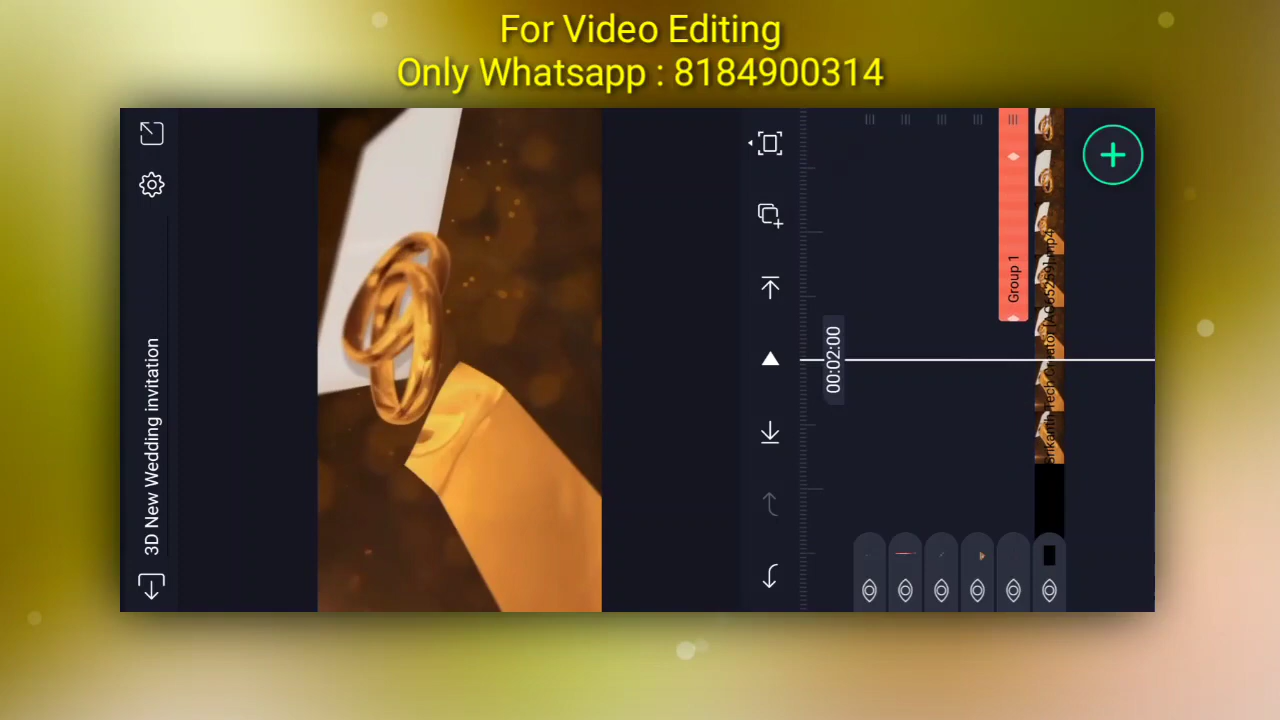 For Video Editing
Only Whatsapp : 8184900314
3D New Wedding invitation
00:02:00
Group 1